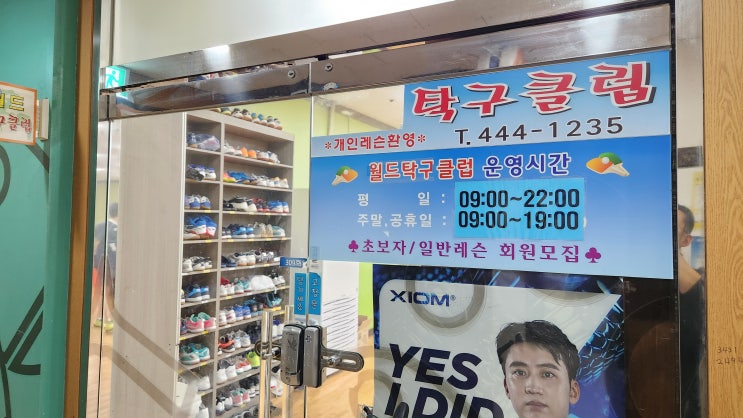 탁구클럽
*개인레슨환영*
T. 444-1235
월드탁구클럽 운영시간
평 일 : 09:00~22:00
주말,공휴일 : 09:00~19:00
♣초보자/일반레슨 회원모집♣
XIOM
YES
I DID